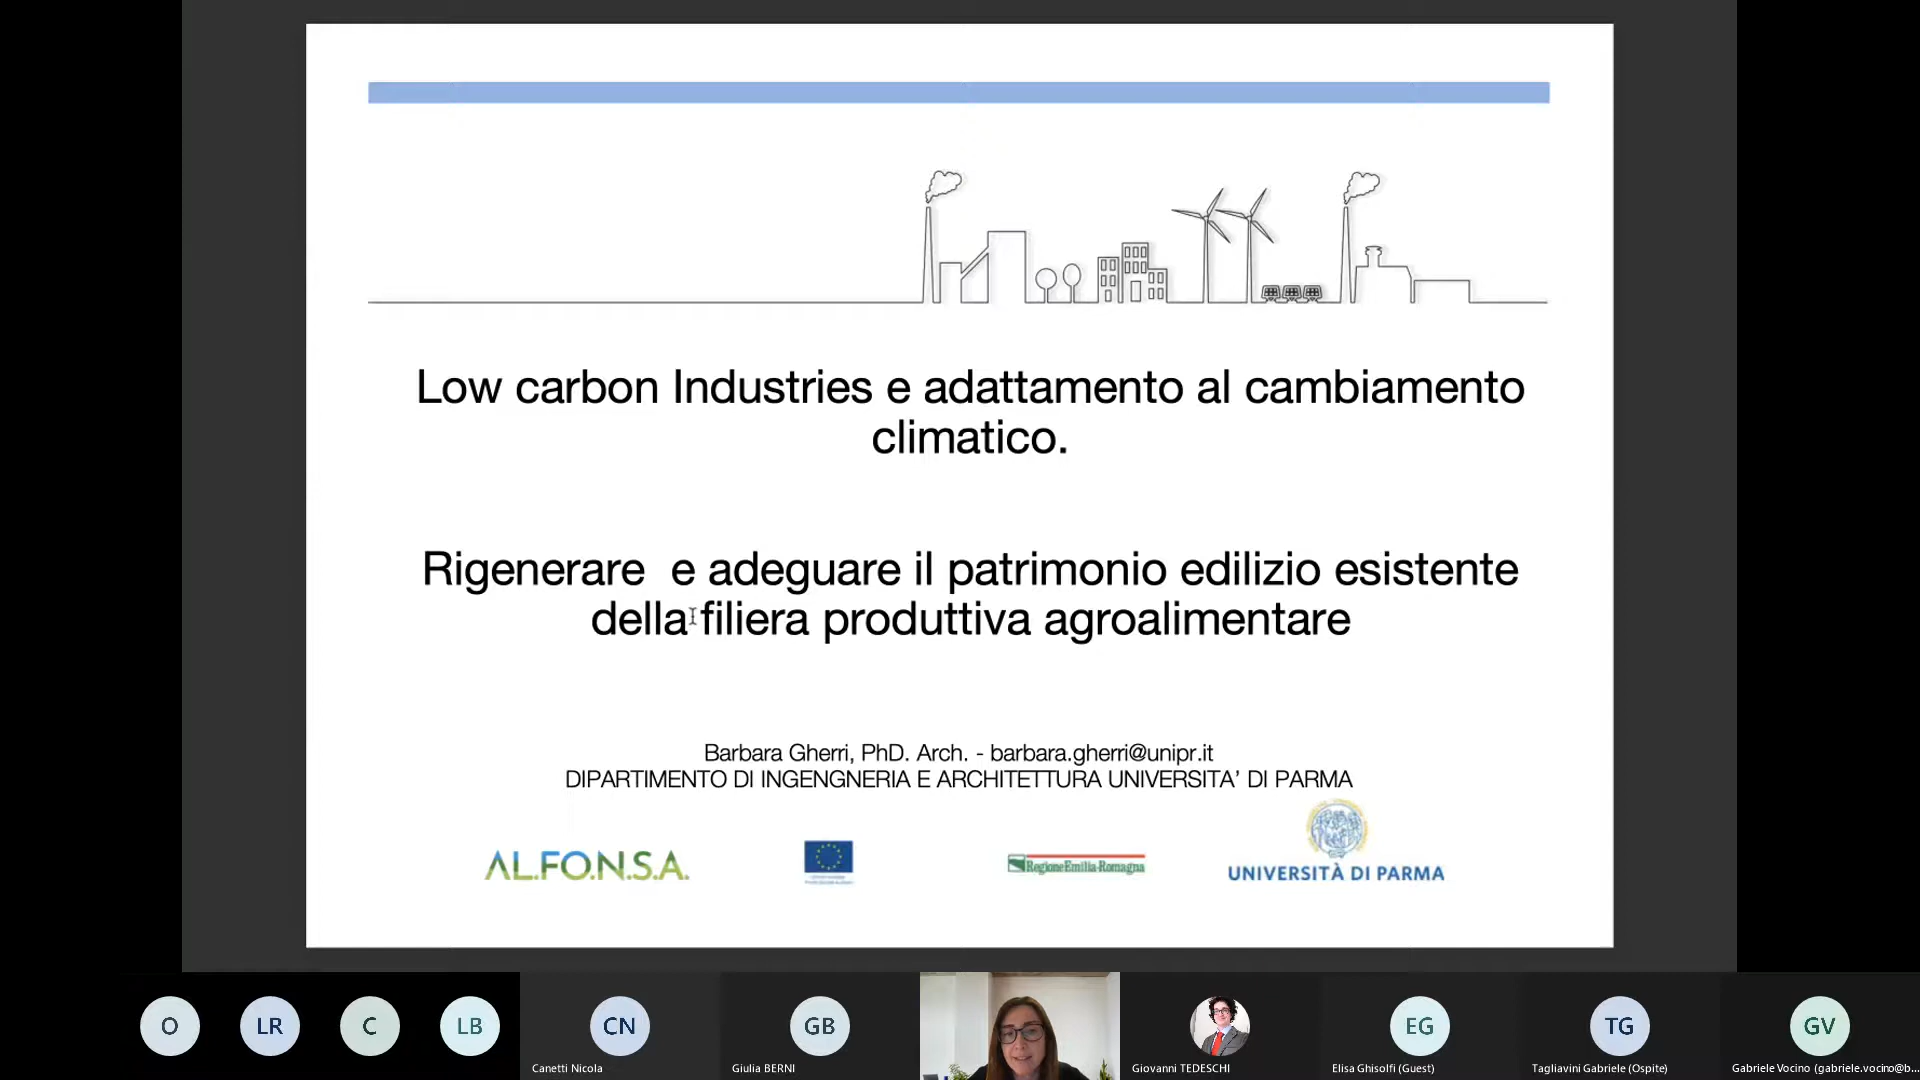 Low carbon Industries e adattamento al cambiamento
climatico.
Rigenerare e adeguare il patrimonio edilizio esistente
della filiera produttiva agroalimentare
Barbara Gherri, PhD. Arch. - barbara.gherri@unipr.it
DIPARTIMENTO DI INGENGNERIA E ARCHITETTURA UNIVERSITA' DI PARMA
AL.FO.N.S.A.
RegioneEmilia-Romagna
UNIVERSITÀ DI PARMA
O
LR
C
LB
CN
GB
EG
TG
GV
Canetti Nicola
Giulia BERNI
Giovanni TEDESCHI
Elisa Ghisolfi (Guest)
Tagliavini Gabriele (Ospite)
Gabriele Vocino (gabriele.vocino@b...